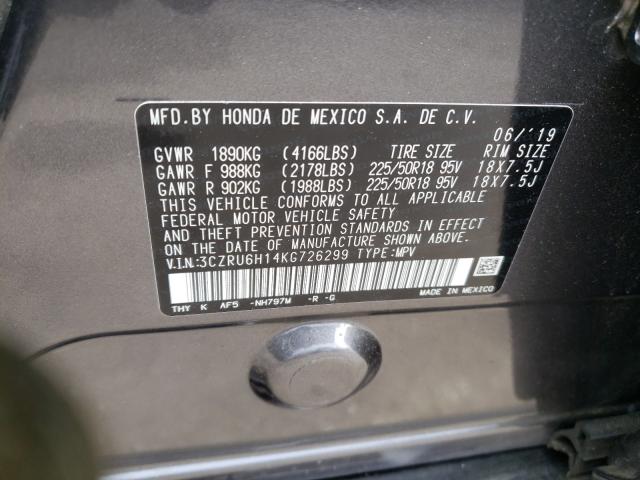 MFD.BY HONDA DE MEXICO S.A. DE C.V. 06/'19
GVWR 1890KG (4166LBS) TIRE SIZE RIM SIZE
GAWR F 988KG (2178LBS) 225/50R18 95V 18X7.5J
GAWR R 902KG (1988LBS) 225/50R18 95V 18X7.5J
THIS VEHICLE CONFORMS TO ALL APPLICABLE
FEDERAL MOTOR VEHICLE SAFETY
AND THEFT PREVENTION STANDARDS IN EFFECT
ON THE DATE OF MANUFACTURE SHOWN ABOVE.
V.I.N:3CZRU6H14KG726299 TYPE:MPV
THY K AF5 -NH797M -R -G MADE IN MEXICO